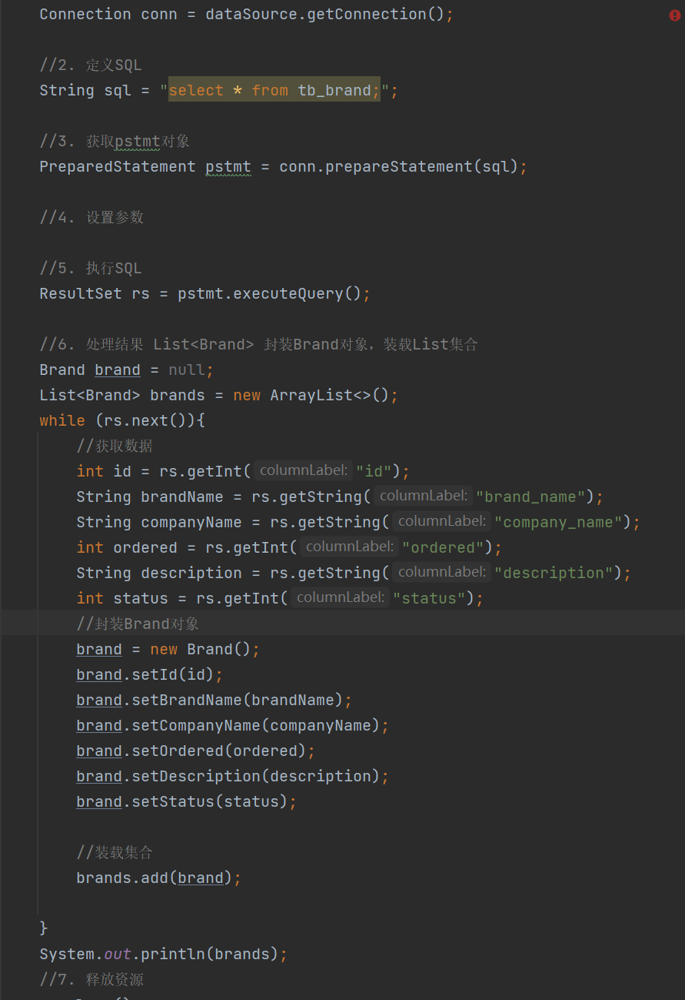 Connection conn = dataSource.getConnection();
//2. 定义SQL
String sql = "select * from tb_brand;";
//3. 获取pstmt对象
PreparedStatement pstmt = conn.prepareStatement(sql);
//4. 设置参数
//5. 执行SQL
ResultSet rs = pstmt.executeQuery();
//6. 处理结果 List<Brand> 封装Brand对象，装载List集合
Brand brand = null;
List<Brand> brands = new ArrayList<>();
while (rs.next()){
//获取数据
int id = rs.getInt( columnLabel: "id");
String brandName = rs.getString( columnLabel: "brand_name");
String companyName = rs.getString( columnLabel: "company_name");
int ordered = rs.getInt( columnLabel: "ordered");
String description = rs.getString( columnLabel: "description");
int status = rs.getInt( columnLabel: "status");
//封装Brand对象
brand = new Brand();
brand.setId(id);
brand.setBrandName(brandName);
brand.setCompanyName(companyName);
brand.setOrdered(ordered);
brand.setDescription(description);
brand.setStatus(status);
//装载集合
brands.add(brand);
}
System.out.println(brands);
//7. 释放资源